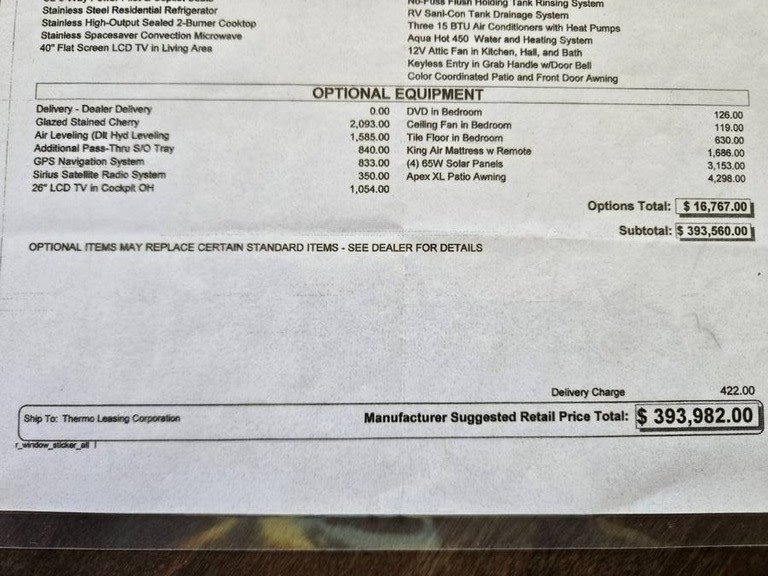 Stainless Steel Residential Refrigerator
Stainless High-Output Sealed 2-Burner Cooktop
Stainless Spacesaver Convection Microwave
40" Flat Screen LCD TV in Living Area
No-Fuss Flush Holding Tank Rinsing System
RV Sani-Con Tank Drainage System
Three 15 BTU Air Conditioners with Heat Pumps
Aqua Hot 450 Water and Heating System
12V Attic Fan in Kitchen, Hall, and Bath
Keyless Entry in Grab Handle w/Door Bell
Color Coordinated Patio and Front Door Awning
OPTIONAL EQUIPMENT
Delivery - Dealer Delivery 0.00
Glazed Stained Cherry 2,093.00
Air Leveling (Dlt Hyd Leveling 1,585.00
Additional Pass-Thru S/O Tray 840.00
GPS Navigation System 833.00
Sirius Satellite Radio System 350.00
26" LCD TV in Cockpit OH 1,054.00
DVD in Bedroom 126.00
Ceiling Fan in Bedroom 119.00
Tile Floor in Bedroom 630.00
King Air Mattress w Remote 1,686.00
(4) 65W Solar Panels 3,153.00
Apex XL Patio Awning 4,298.00
Options Total: $ 16,767.00
Subtotal: $ 393,560.00
OPTIONAL ITEMS MAY REPLACE CERTAIN STANDARD ITEMS - SEE DEALER FOR DETAILS
Delivery Charge 422.00
Ship To: Thermo Leasing Corporation Manufacturer Suggested Retail Price Total: $ 393,982.00
r_window_sticker_all